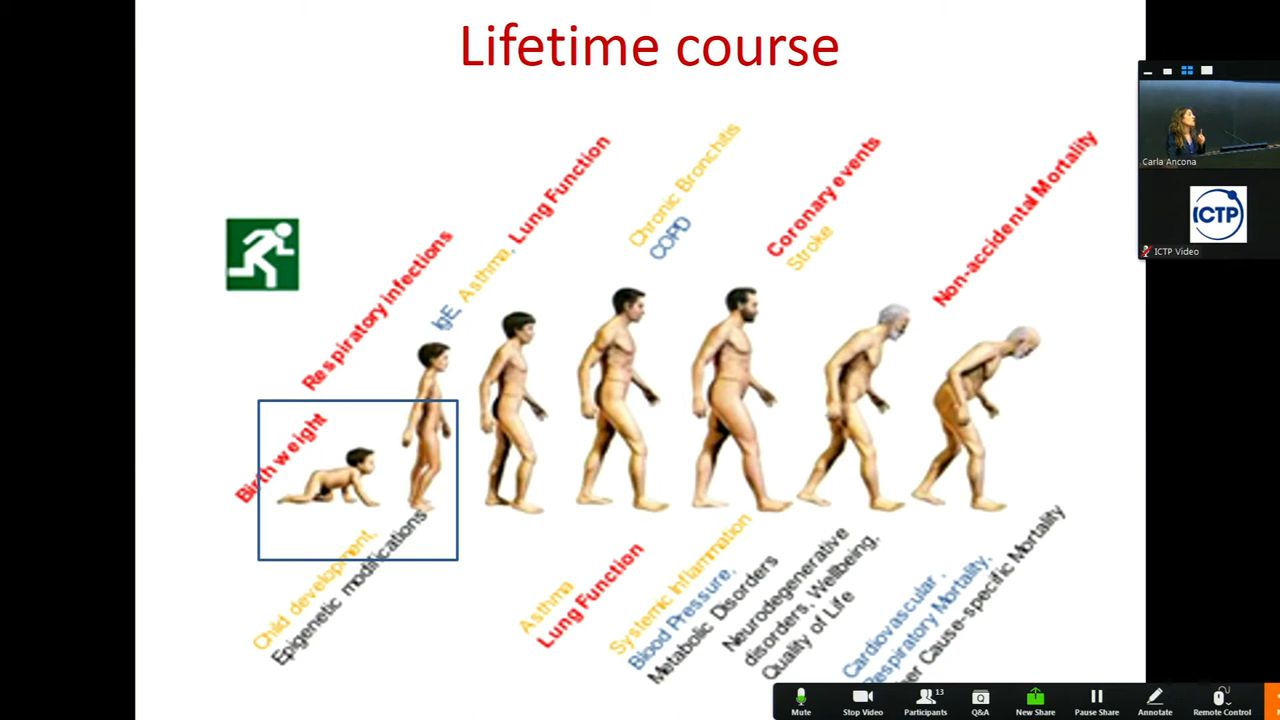 Lifetime course
Birth weight
Respiratory infections
IgE, Asthma, Lung Function
Chronic Bronchitis
COPD
Coronary events
Stroke
Non-accidental Mortality
Child development,
Epigenetic modifications
Asthma
Lung Function
Systemic Inflammation
Blood Pressure,
Metabolic Disorders
Neurodegenerative
disorders, Wellbeing,
Quality of Life
Cardiovascular,
Respiratory Mortality,
Cause-specific Mortality
Carla Ancona
ICTP
ICTP Video
Mute
Stop Video
Participants
13
Q&A
New Share
Pause Share
Annotate
Remote Control